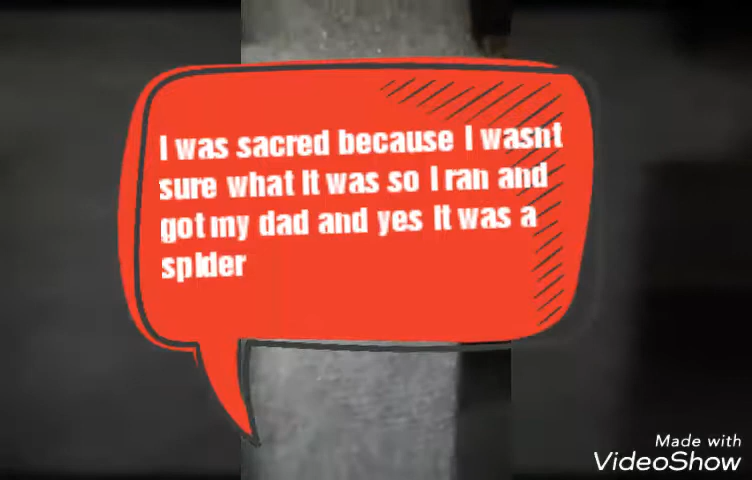 I was sacred because I wasnt
sure what It was so I ran and
got my dad and yes It was a
spider
Made with
VideoShow